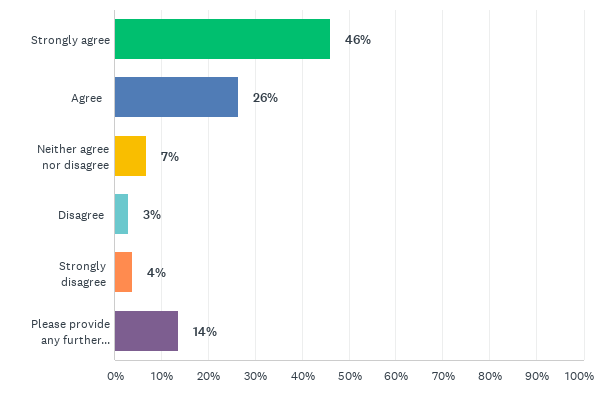 Strongly agree
46%
Agree
26%
Neither agree
nor disagree
7%
Disagree
3%
Strongly
disagree
4%
Please provide
any further...
14%
0% 10% 20% 30% 40% 50% 60% 70% 80% 90% 100%